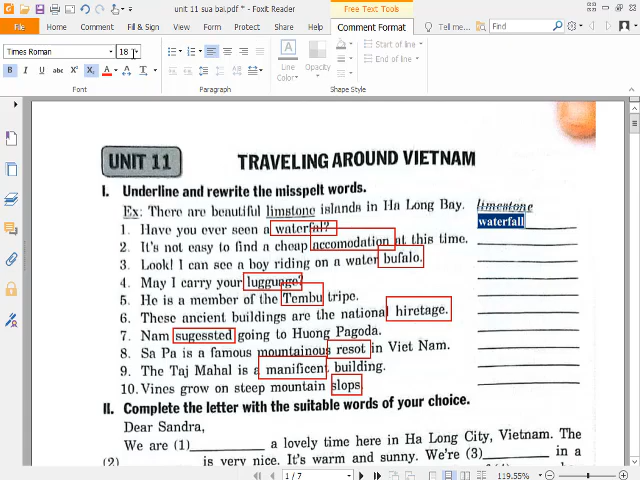 unit 11 sua bai.pdf * - Foxit Reader
Free Text Tools
File
Home
Comment
Fill & Sign
View
Form
Protect
Share
Help
Comment Format
Tell me...
Find
Times Roman
18
Font
Paragraph
Line Color
Opacity
Start of line
End of line
Shape Style
UNIT 11
TRAVELING AROUND VIETNAM
I. Underline and rewrite the misspelt words.
Ex: There are beautiful limstone islands in Ha Long Bay. limestone
1. Have you ever seen a waterfal? waterfall
2. It's not easy to find a cheap accomodation at this time.
3. Look! I can see a boy riding on a water bufalo.
4. May I carry your luggunge?
5. He is a member of the Tembu tripe.
6. These ancient buildings are the national hiretage.
7. Nam sugessted going to Huong Pagoda.
8. Sa Pa is a famous mountainous resot in Viet Nam.
9. The Taj Mahal is a manificent building.
10. Vines grow on steep mountain slops.
II. Complete the letter with the suitable words of your choice.
Dear Sandra,
We are (1)__________ a lovely time here in Ha Long City, Vietnam. The
(2)__________ is very nice. It's warm and sunny. We're (3)__________ in a
1 / 7
119.55%